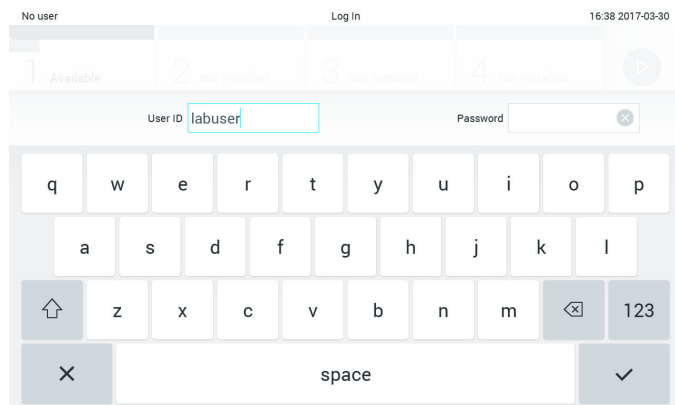 No user Log In 16:38 2017-03-30
1 Available 2 Not installed 3 Not installed 4 Not installed
User ID labuser Password
q w e r t y u i o p
a s d f g h j k l
z x c v b n m 123
space